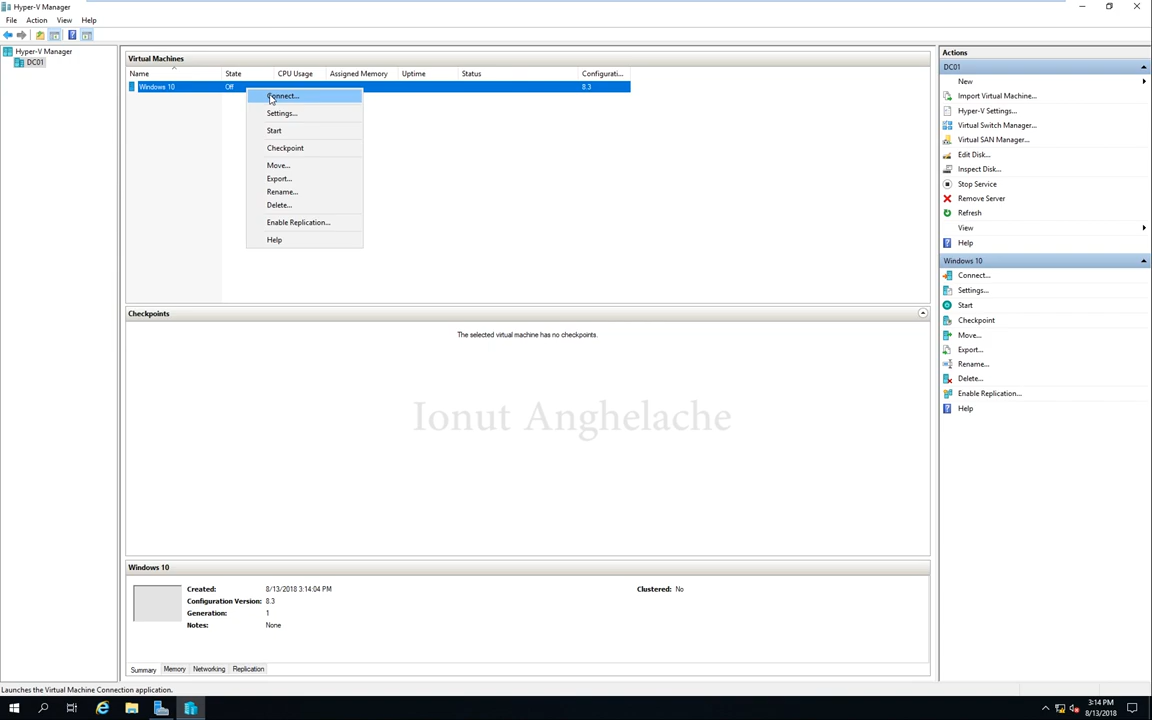 Hyper-V Manager
File Action View Help
Hyper-V Manager
DC01
Virtual Machines
Name State CPU Usage Assigned Memory Uptime Status Configurati...
Windows 10 Off 8.3
Connect...
Settings...
Start
Checkpoint
Move...
Export...
Rename...
Delete...
Enable Replication...
Help
Checkpoints
The selected virtual machine has no checkpoints.
Ionut Anghelache
Windows 10
Created: 8/13/2018 3:14:04 PM Clustered: No
Configuration Version: 8.3
Generation: 1
Notes: None
Summary Memory Networking Replication
Actions
DC01
New
Import Virtual Machine...
Hyper-V Settings...
Virtual Switch Manager...
Virtual SAN Manager...
Edit Disk...
Inspect Disk...
Stop Service
Remove Server
Refresh
View
Help
Windows 10
Connect...
Settings...
Start
Checkpoint
Move...
Export...
Rename...
Delete...
Enable Replication...
Help
Launches the Virtual Machine Connection application.
3:14 PM
8/13/2018